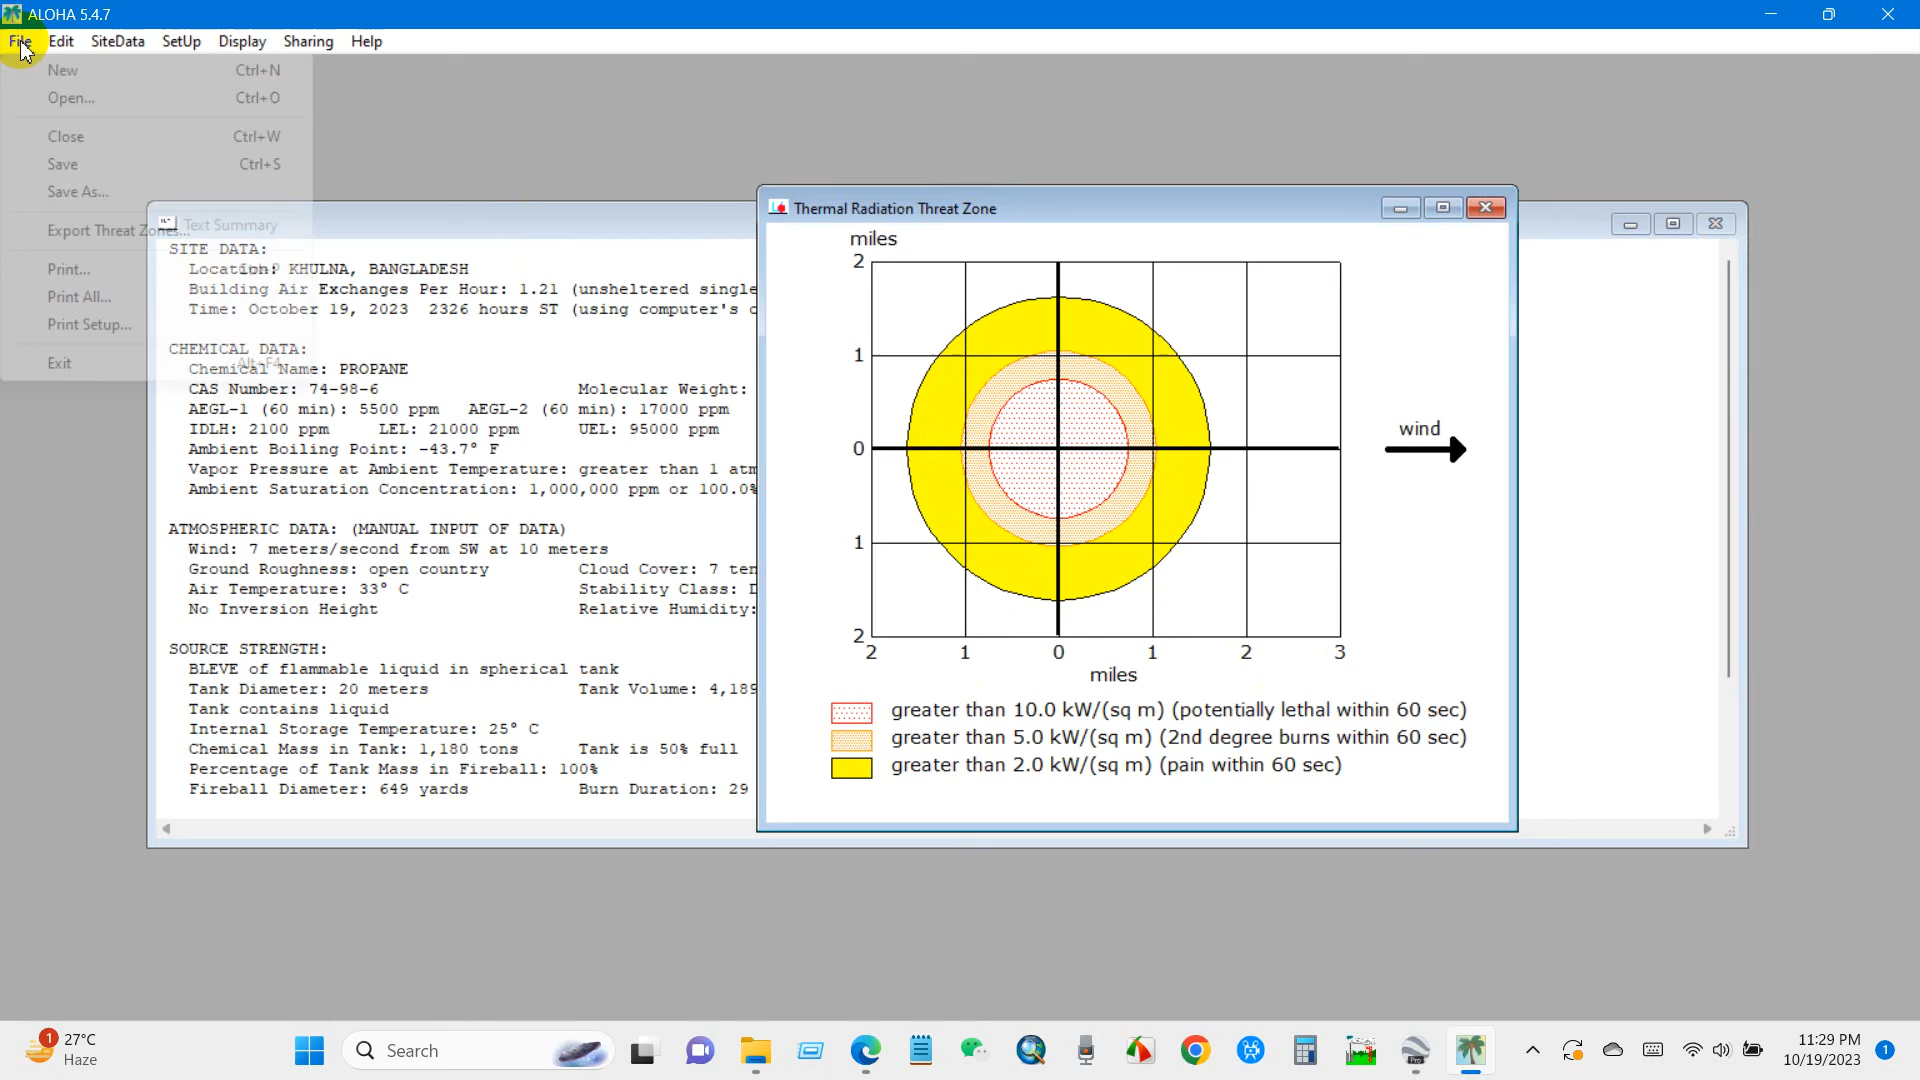 ALOHA 5.4.7
File Edit SiteData SetUp Display Sharing Help
New Ctrl+N
Open... Ctrl+O
Close Ctrl+W
Save Ctrl+S
Save As...
Export Threat Zones...
Print...
Print All...
Print Setup...
Exit Alt+F4
Text Summary
SITE DATA:
Location: KHULNA, BANGLADESH
Building Air Exchanges Per Hour: 1.21 (unsheltered single
Time: October 19, 2023 2326 hours ST (using computer's
CHEMICAL DATA:
Chemical Name: PROPANE
CAS Number: 74-98-6 Molecular Weight:
AEGL-1 (60 min): 5500 ppm AEGL-2 (60 min): 17000 ppm
IDLH: 2100 ppm LEL: 21000 ppm UEL: 95000 ppm
Ambient Boiling Point: -43.7° F
Vapor Pressure at Ambient Temperature: greater than 1 atm
Ambient Saturation Concentration: 1,000,000 ppm or 100.0%
ATMOSPHERIC DATA: (MANUAL INPUT OF DATA)
Wind: 7 meters/second from SW at 10 meters
Ground Roughness: open country Cloud Cover: 7 ten
Air Temperature: 33° C Stability Class: D
No Inversion Height Relative Humidity:
SOURCE STRENGTH:
BLEVE of flammable liquid in spherical tank
Tank Diameter: 20 meters Tank Volume: 4,189
Tank contains liquid
Internal Storage Temperature: 25° C
Chemical Mass in Tank: 1,180 tons Tank is 50% full
Percentage of Tank Mass in Fireball: 100%
Fireball Diameter: 649 yards Burn Duration: 29
Thermal Radiation Threat Zone
miles
2
1
0
1
2
2 1 0 1 2 3
miles
wind
greater than 10.0 kW/(sq m) (potentially lethal within 60 sec)
greater than 5.0 kW/(sq m) (2nd degree burns within 60 sec)
greater than 2.0 kW/(sq m) (pain within 60 sec)
1
27°C
Haze
Search
Pro
11:29 PM
10/19/2023
1